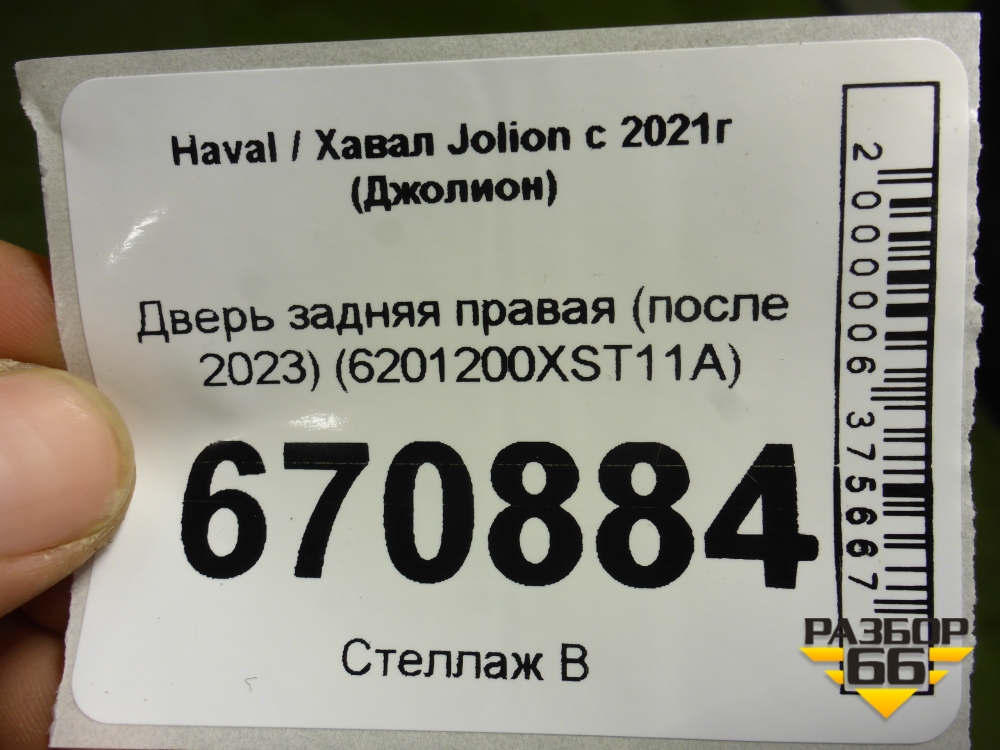 Haval / Хавал Jolion с 2021г
(Джолион)
Дверь задняя правая (после
2023) (6201200XST11A)
670884
Стеллаж В
2000006375667
РАЗБОР
66